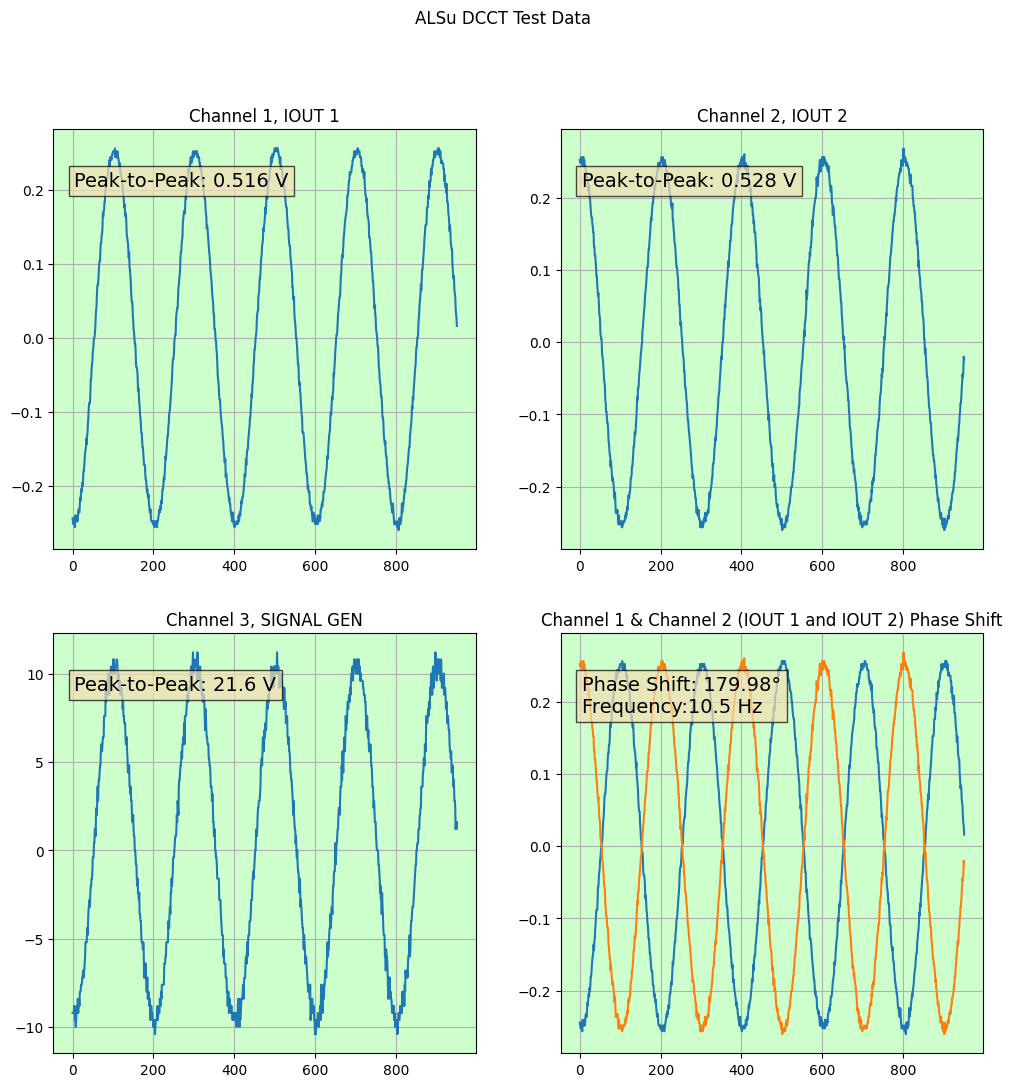 ALSu DCCT Test Data
Channel 1, IOUT 1
Peak-to-Peak: 0.516 V
0.2
0.1
0.0
−0.1
−0.2
0 200 400 600 800
Channel 2, IOUT 2
Peak-to-Peak: 0.528 V
0.2
0.1
0.0
−0.1
−0.2
0 200 400 600 800
Channel 3, SIGNAL GEN
Peak-to-Peak: 21.6 V
10
5
0
−5
−10
0 200 400 600 800
Channel 1 & Channel 2 (IOUT 1 and IOUT 2) Phase Shift
Phase Shift: 179.98°
Frequency:10.5 Hz
0.2
0.1
0.0
−0.1
−0.2
0 200 400 600 800